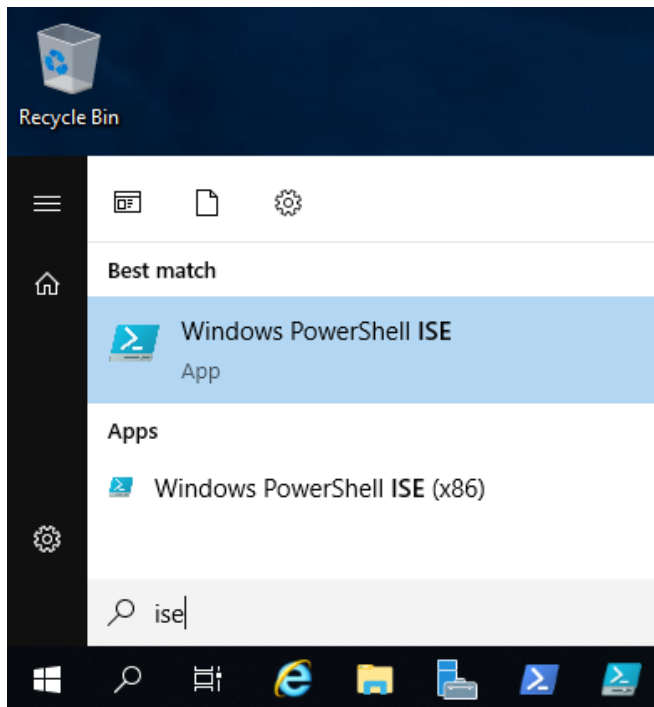 Recycle Bin
Best match
Windows PowerShell ISE
App
Apps
Windows PowerShell ISE (x86)
ise